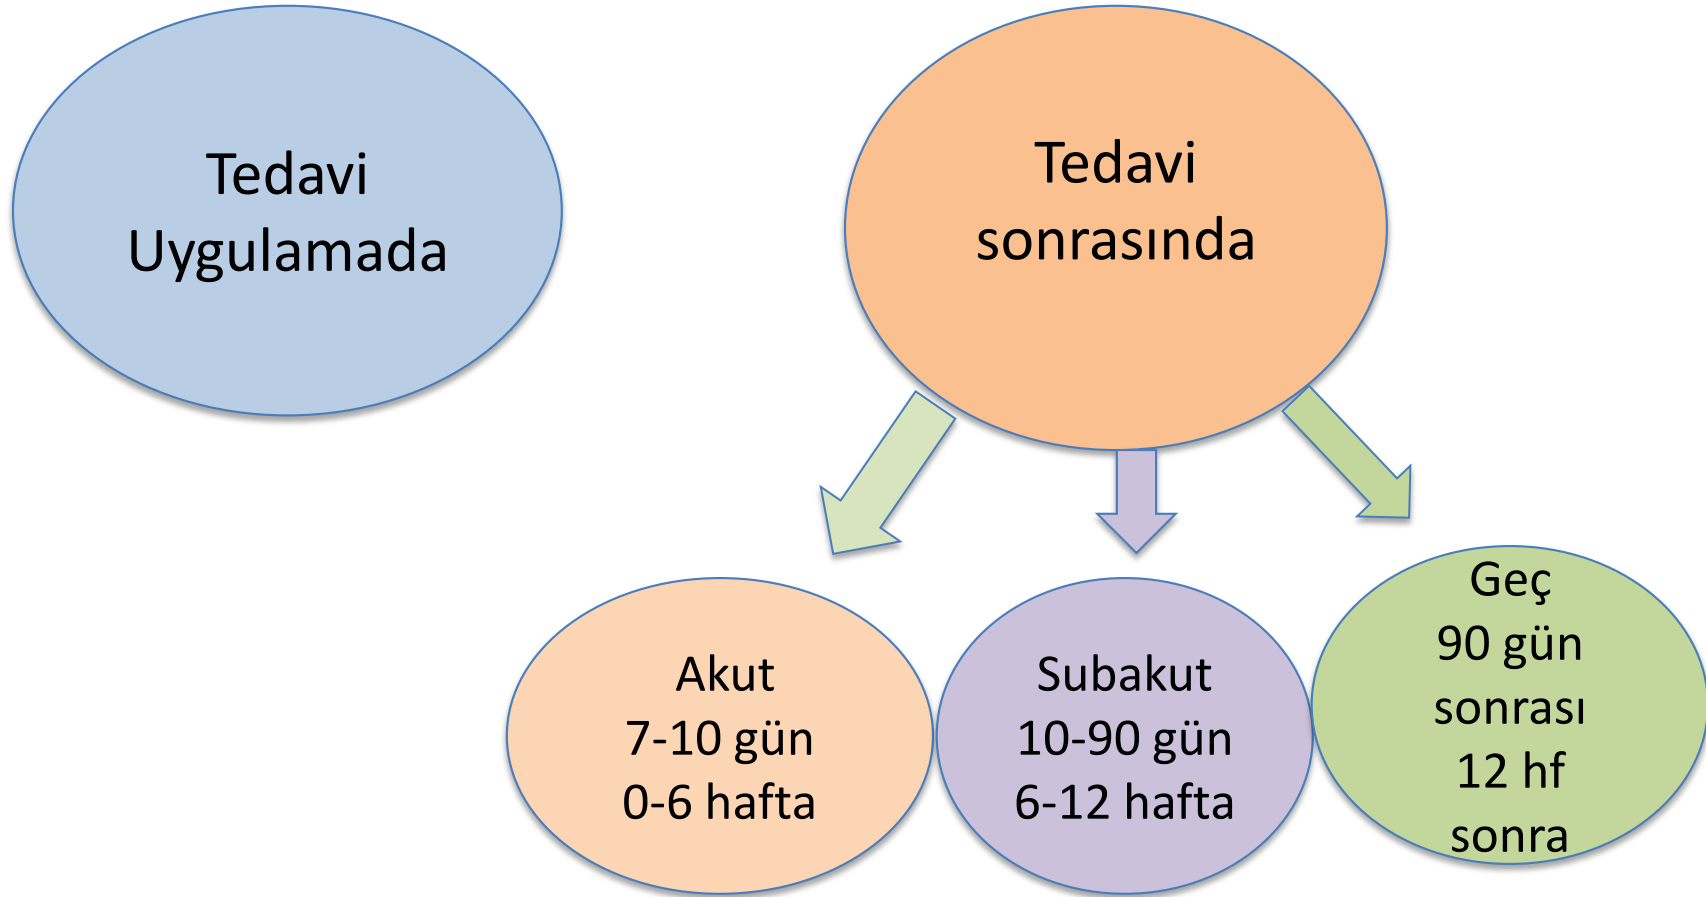 Tedavi
Uygulamada
Tedavi
sonrasında
Akut
7-10 gün
0-6 hafta
Subakut
10-90 gün
6-12 hafta
Geç
90 gün
sonrası
12 hf
sonra